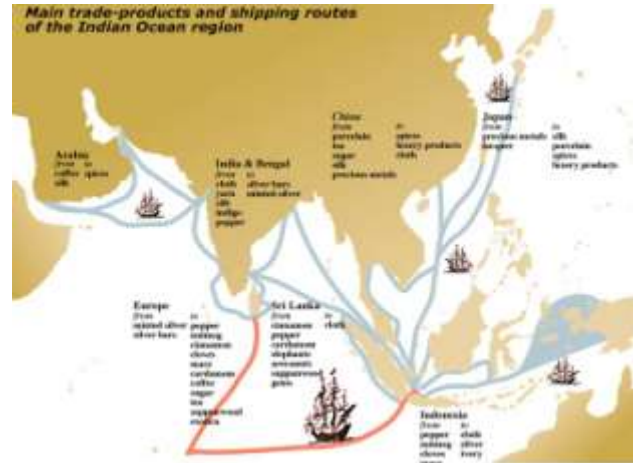 Main trade-products and shipping routes
of the Indian Ocean region
Arabia
from to
coffee spices
silk
India & Bengal
from to
cloth silver bars
yarn minted silver
silk
indigo
pepper
China
from to
porcelain spices
tea luxury products
sugar cloth
silk
precious metals
Japan
from to
precious metals silk
lacquer porcelain
spices
luxury products
Europe
from to
minted silver pepper
silver bars nutmeg
cinnamon
cloves
mace
cardamom
coffee
sugar
tea
sappanwood
Sri Lanka
from to
cinnamon cloth
pepper
cardamom
elephants
sappanwood
Indonesia
from to
pepper cloth
nutmeg silver
cloves ivory